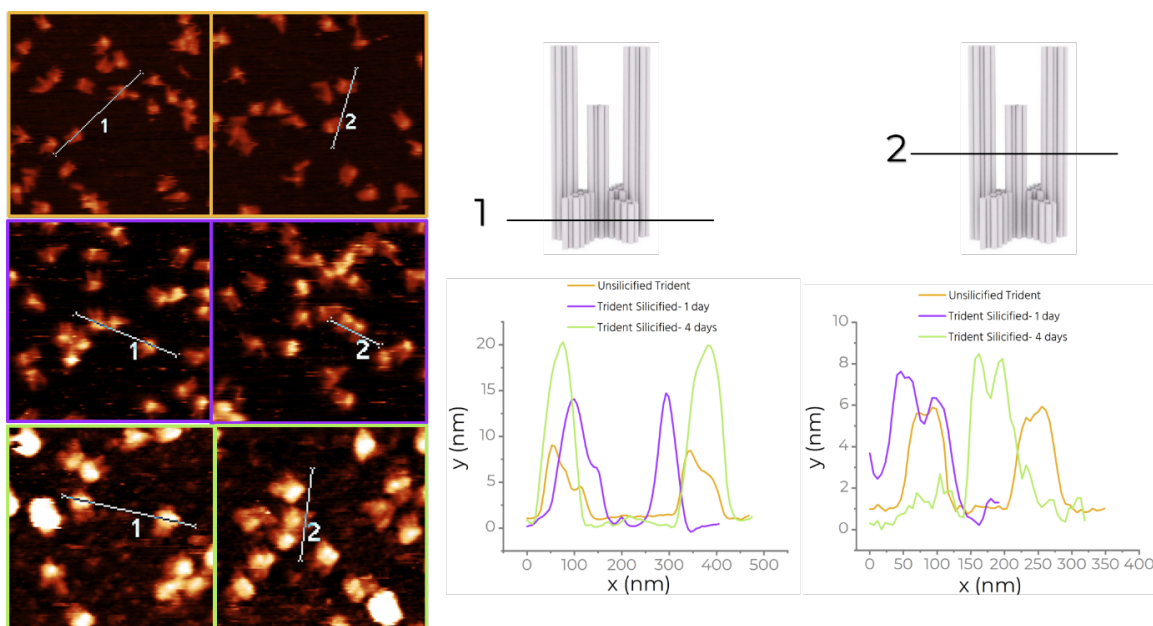 1
2
1
2
1
2
1
2
Unsilicified Trident
Trident Silicified- 1 day
Trident Silicified- 4 days
20
15
10
5
0
y (nm)
0 100 200 300 400 500
x (nm)
Unsilicified Trident
Trident Silicified- 1 day
Trident Silicified- 4 days
10
8
6
4
2
0
y (nm)
0 50 100 150 200 250 300 350 400
x (nm)